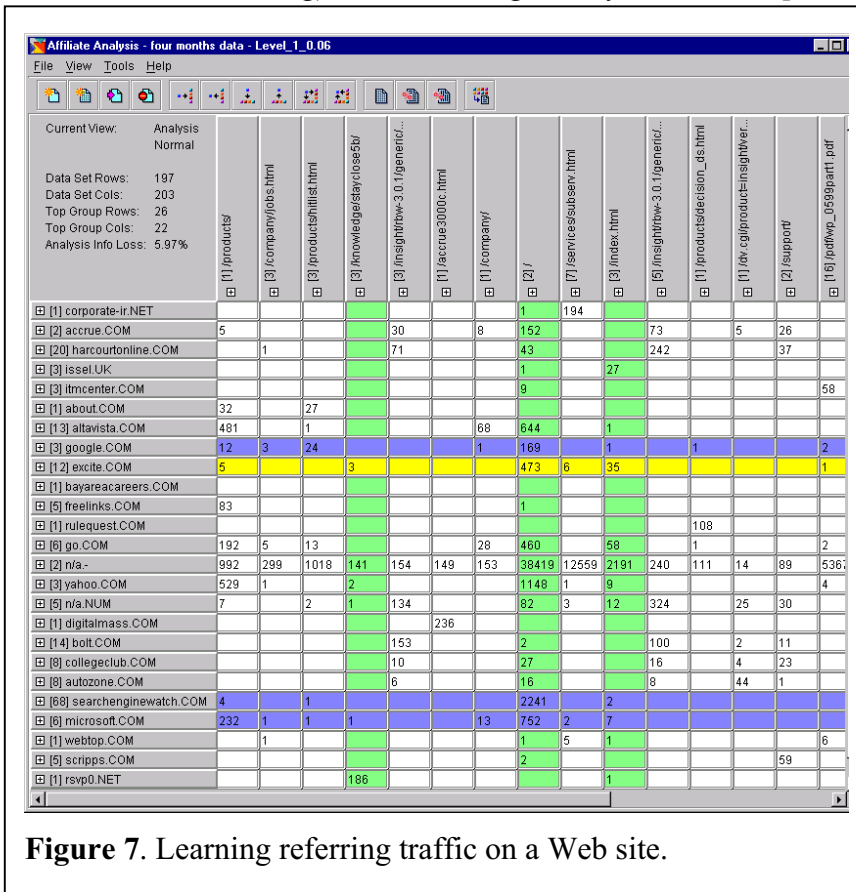 Affiliate Analysis - four months data - Level_1_0.06
File View Tools Help
Current View: Analysis
Normal
Data Set Rows: 197
Data Set Cols: 203
Top Group Rows: 26
Top Group Cols: 22
Analysis Info Loss: 5.97%
[1] /products/
[3] /company/jobs.html
[3] /products/hitlist.html
[3] /knowledge/stayclose5b/
[3] /insight/rbw-3.0.1/generic/...
[1] /accrue3000c.html
[1] /company/
[2] /
[7] /services/subserv.html
[3] /index.html
[5] /insight/rbw-3.0.1/generic/...
[1] /products/decision_ds.html
[1] /dv.cgi/product=insight/ver...
[2] /support/
[16] /pdf/wp_0599part1.pdf
[1] corporate-ir.NET 1 194
[2] accrue.COM 5 30 8 152 73 5 26
[20] harcourtonline.COM 1 71 43 242 37
[3] issel.UK 1 27
[3] itmcenter.COM 9 58
[1] about.COM 32 27
[13] altavista.COM 481 1 68 644 1
[3] google.COM 12 3 24 1 169 1 1 2
[12] excite.COM 5 3 473 6 35 1
[1] bayareacareers.COM
[5] freelinks.COM 83 1
[1] rulequest.COM 108
[6] go.COM 192 5 13 28 460 58 1 2
[2] n/a.- 992 299 1018 141 154 149 153 38419 12559 2191 240 111 14 89 5367
[3] yahoo.COM 529 1 2 1148 1 9 4
[5] n/a.NUM 7 2 1 134 82 3 12 324 25 30
[1] digitalmass.COM 236
[14] bolt.COM 153 2 100 2 11
[8] collegeclub.COM 10 27 16 4 23
[8] autozone.COM 6 16 8 44 1
[68] searchenginewatch.COM 4 1 2241 2
[6] microsoft.COM 232 1 1 1 13 752 2 7
[1] webtop.COM 1 1 5 1 6
[5] scripps.COM 2 59
[1] rsvp0.NET 186 1
Figure 7. Learning referring traffic on a Web site.